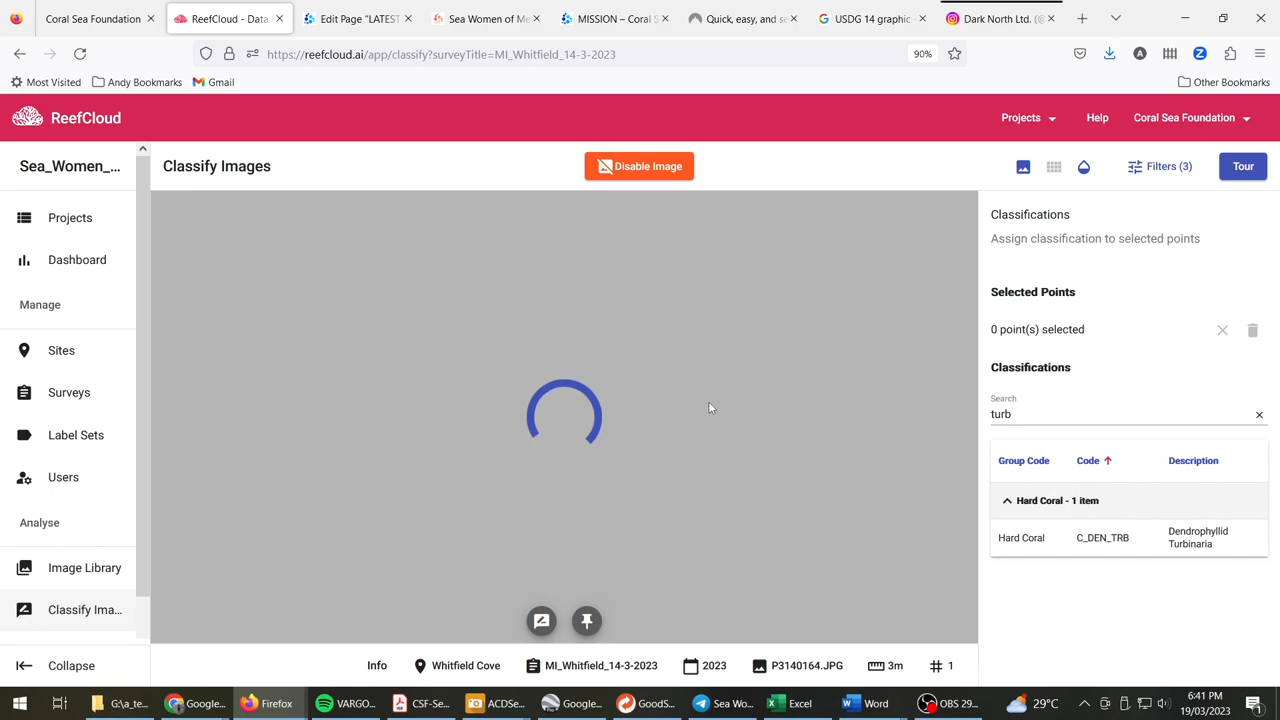 Coral Sea Foundation
ReefCloud - Data
Edit Page "LATEST
Sea Women of Me
MISSION – Coral S
Quick, easy, and se
USDG 14 graphic -
Dark North Ltd. (@
https://reefcloud.ai/app/classify?surveyTitle=MI_Whitfield_14-3-2023
90%
Most Visited
Andy Bookmarks
Gmail
Other Bookmarks
ReefCloud
Projects
Help
Coral Sea Foundation
Sea_Women_...
Classify Images
Disable Image
Filters (3)
Tour
Projects
Dashboard
Manage
Sites
Surveys
Label Sets
Users
Analyse
Image Library
Classify Ima...
Collapse
Classifications
Assign classification to selected points
Selected Points
0 point(s) selected
Classifications
Search
turb
Group Code
Code
Description
Hard Coral - 1 item
Hard Coral
C_DEN_TRB
Dendrophyllid
Turbinaria
Info
Whitfield Cove
MI_Whitfield_14-3-2023
2023
P3140164.JPG
3m
1
G:\a_te...
Google...
Firefox
VARGO...
CSF-Se...
ACDSe...
Google...
GoodS...
Sea Wo...
Excel
Word
OBS 29...
29°C
6:41 PM
19/03/2023